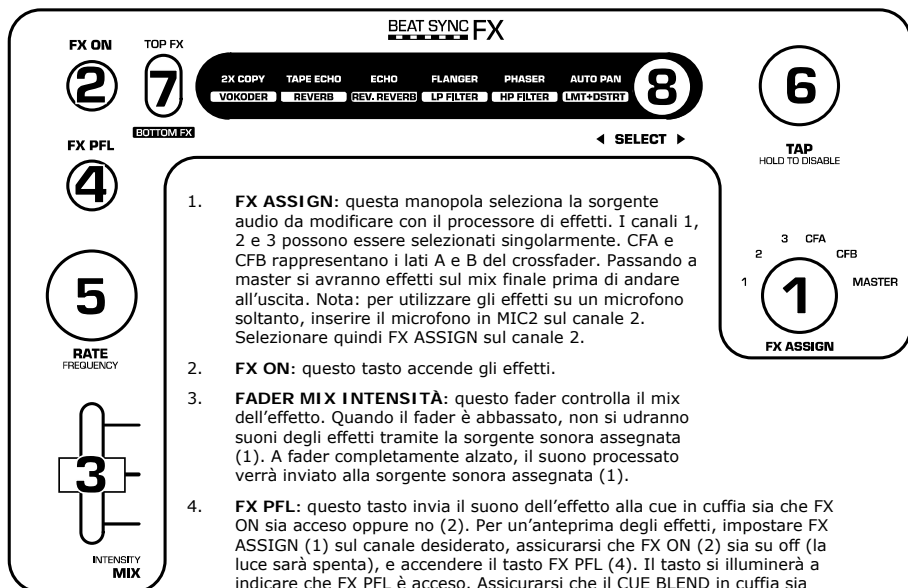 BEAT SYNC FX
FX ON
TOP FX
2
7
2X COPY TAPE ECHO ECHO FLANGER PHASER AUTO PAN
VOKODER REVERB REV. REVERB LP FILTER HP FILTER LMT+DSTRT
8
6
BOTTOM FX
◄ SELECT ►
TAP
HOLD TO DISABLE
FX PFL
4
5
RATE
FREQUENCY
3
INTENSITY
MIX
3 CFA
2 CFB
1 MASTER
1
FX ASSIGN
1. FX ASSIGN: questa manopola seleziona la sorgente
audio da modificare con il processore di effetti. I canali 1,
2 e 3 possono essere selezionati singolarmente. CFA e
CFB rappresentano i lati A e B del crossfader. Passando a
master si avranno effetti sul mix finale prima di andare
all'uscita. Nota: per utilizzare gli effetti su un microfono
soltanto, inserire il microfono in MIC2 sul canale 2.
Selezionare quindi FX ASSIGN sul canale 2.
2. FX ON: questo tasto accende gli effetti.
3. FADER MIX INTENSITÀ: questo fader controlla il mix
dell'effetto. Quando il fader è abbassato, non si udranno
suoni degli effetti tramite la sorgente sonora assegnata
(1). A fader completamente alzato, il suono processato
verrà inviato alla sorgente sonora assegnata (1).
4. FX PFL: questo tasto invia il suono dell'effetto alla cue in cuffia sia che FX
ON sia acceso oppure no (2). Per un'anteprima degli effetti, impostare FX
ASSIGN (1) sul canale desiderato, assicurarsi che FX ON (2) sia su off (la
luce sarà spenta), e accendere il tasto FX PFL (4). Il tasto si illuminerà a
indicare che FX PFL è acceso. Assicurarsi che il CUE BLEND in cuffia sia